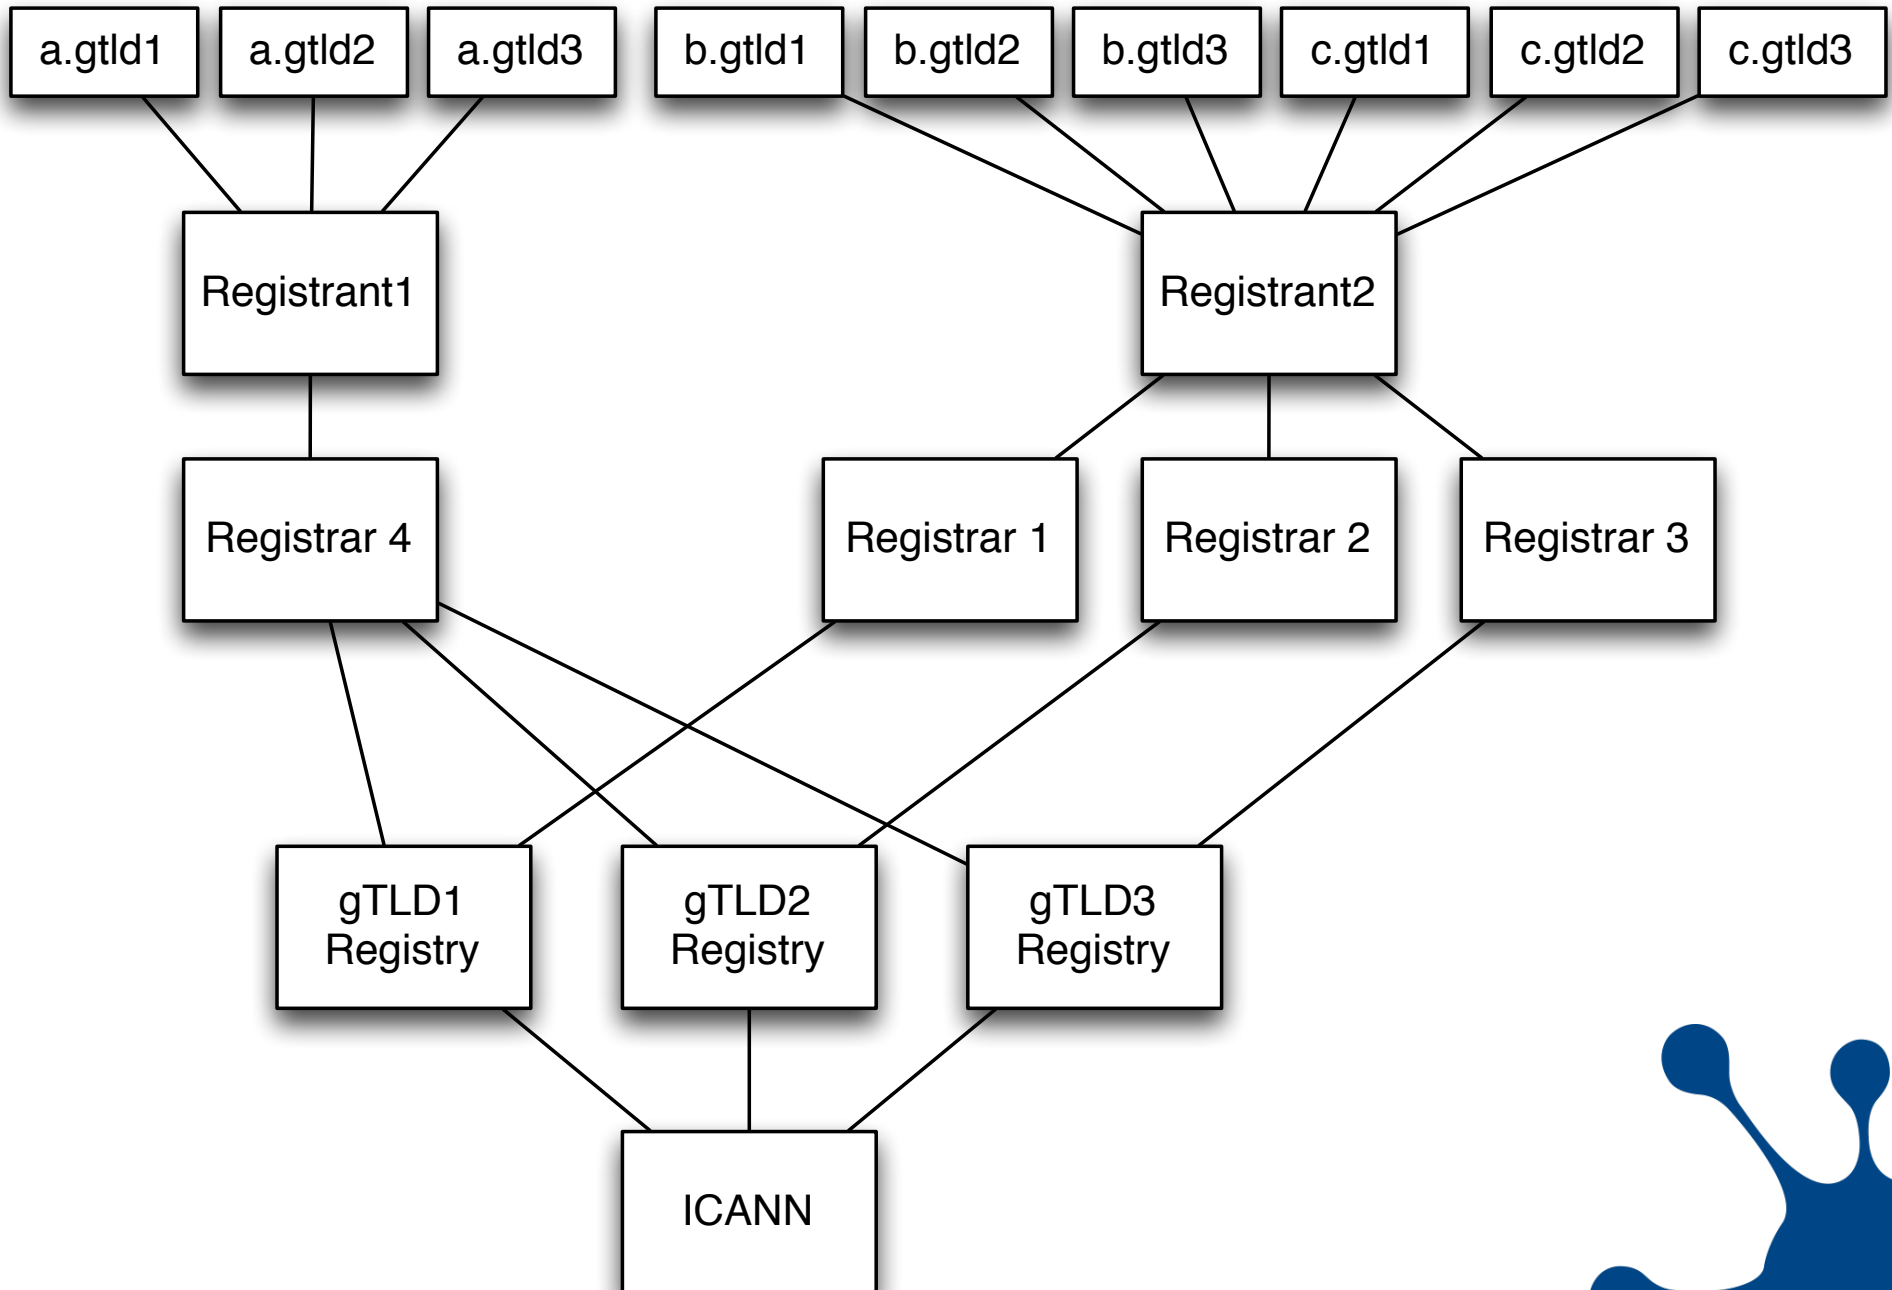 a.gtld1
a.gtld2
a.gtld3
b.gtld1
b.gtld2
b.gtld3
c.gtld1
c.gtld2
c.gtld3
Registrant1
Registrant2
Registrar 4
Registrar 1
Registrar 2
Registrar 3
gTLD1
Registry
gTLD2
Registry
gTLD3
Registry
ICANN